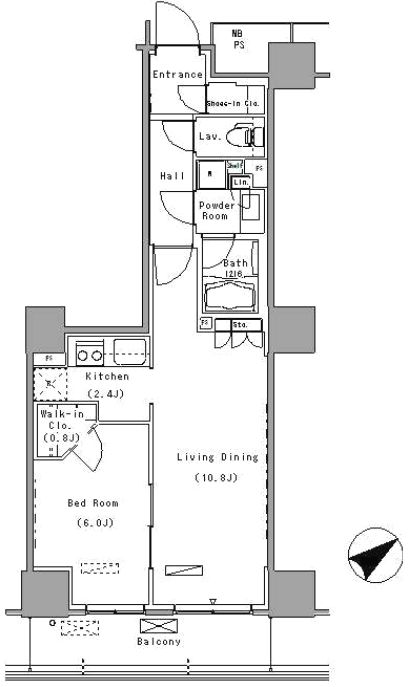 MB
PS
Entrance
Shoes-in Clo.
Lav.
Hall
Shelf
PS
W
Lin.
Powder
Room
Bath
1216
PS
Sto.
PS
Kitchen
(2.4J)
R
Walk-in
Clo.
(0.8J)
Living Dining
(10.8J)
Bed Room
(6.0J)
Balcony